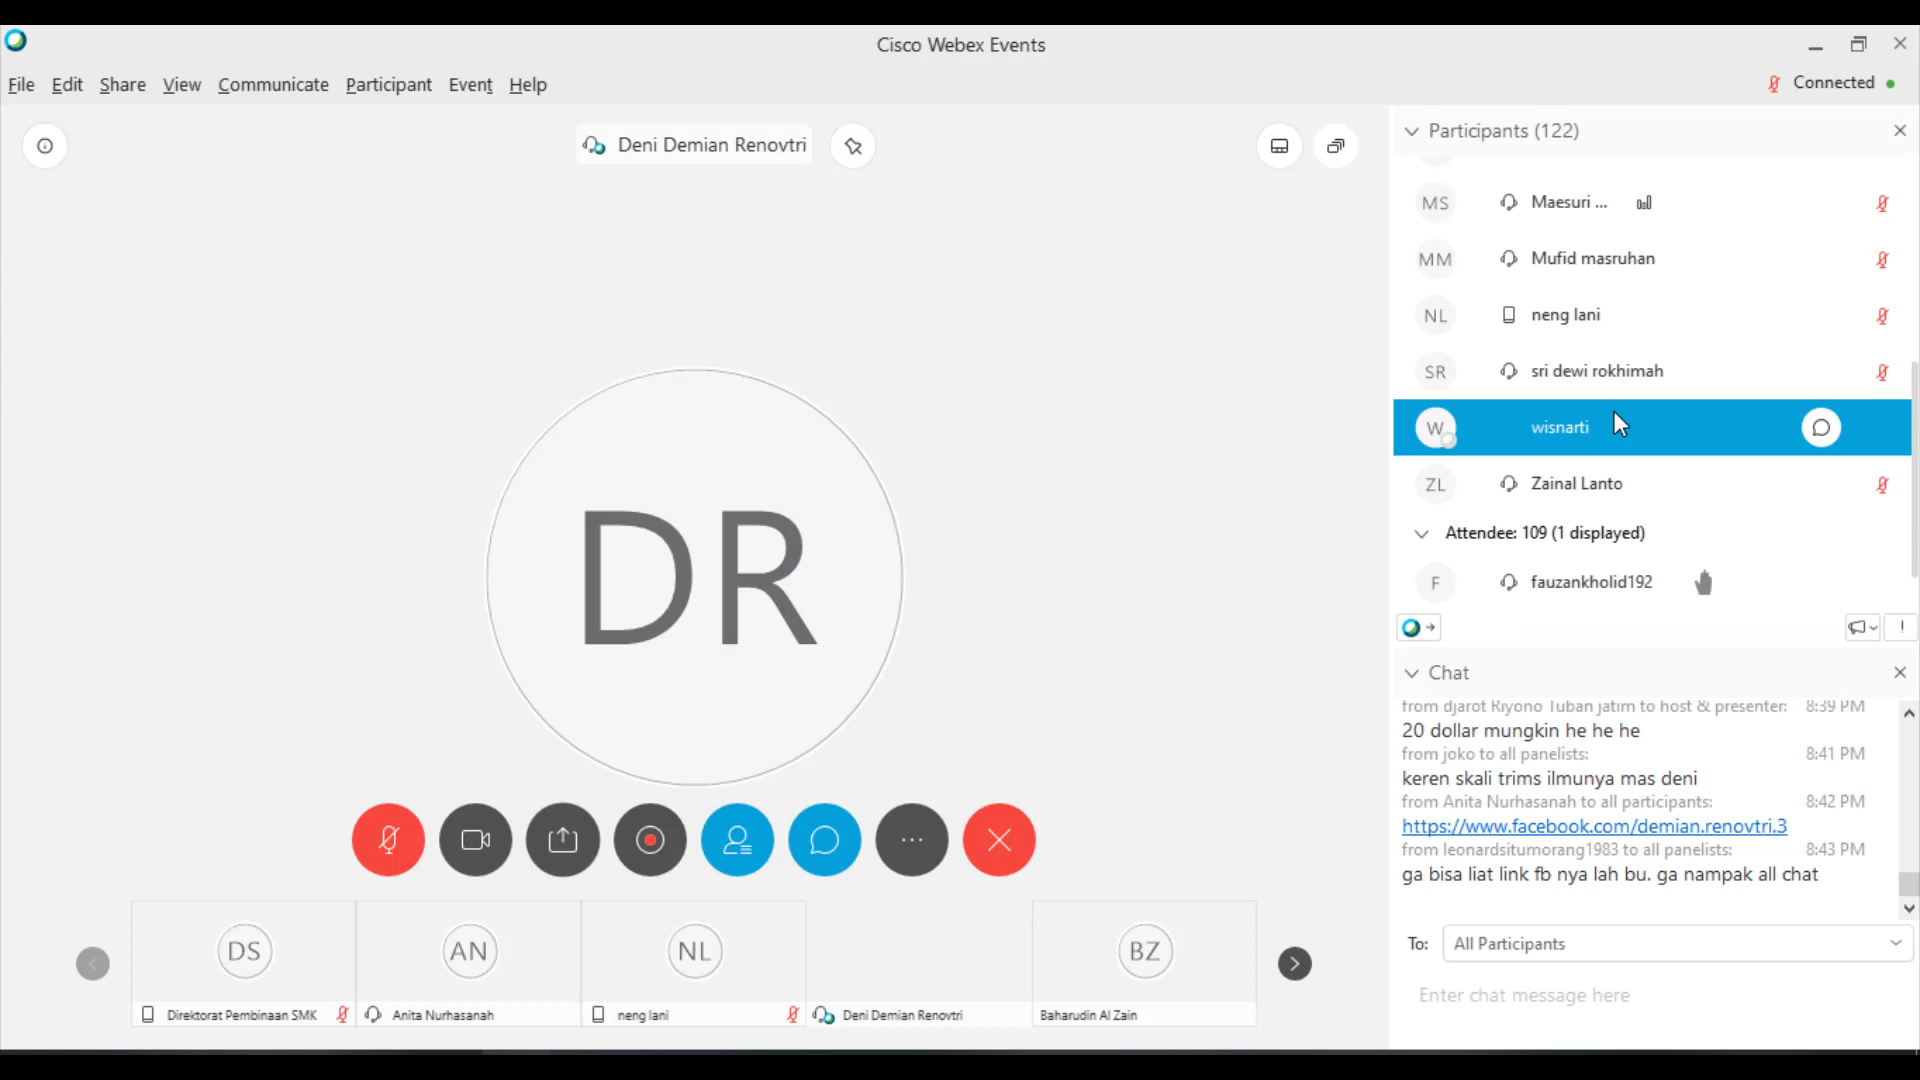 Cisco Webex Events
File Edit Share View Communicate Participant Event Help
Connected
Deni Demian Renovtri
DR
DS
Direktorat Pembinaan SMK
AN
Anita Nurhasanah
NL
neng lani
Deni Demian Renovtri
BZ
Baharudin Al Zain
Participants (122)
MS Maesuri ...
MM Mufid masruhan
NL neng lani
SR sri dewi rokhimah
W wisnarti
ZL Zainal Lanto
Attendee: 109 (1 displayed)
F fauzankholid192
Chat
from djarot Riyono Tuban jatim to host & presenter: 8:39 PM
20 dollar mungkin he he he
from joko to all panelists: 8:41 PM
keren skali trims ilmunya mas deni
from Anita Nurhasanah to all participants: 8:42 PM
https://www.facebook.com/demian.renovtri.3
from leonardsitumorang1983 to all panelists: 8:43 PM
ga bisa liat link fb nya lah bu. ga nampak all chat
To: All Participants
Enter chat message here